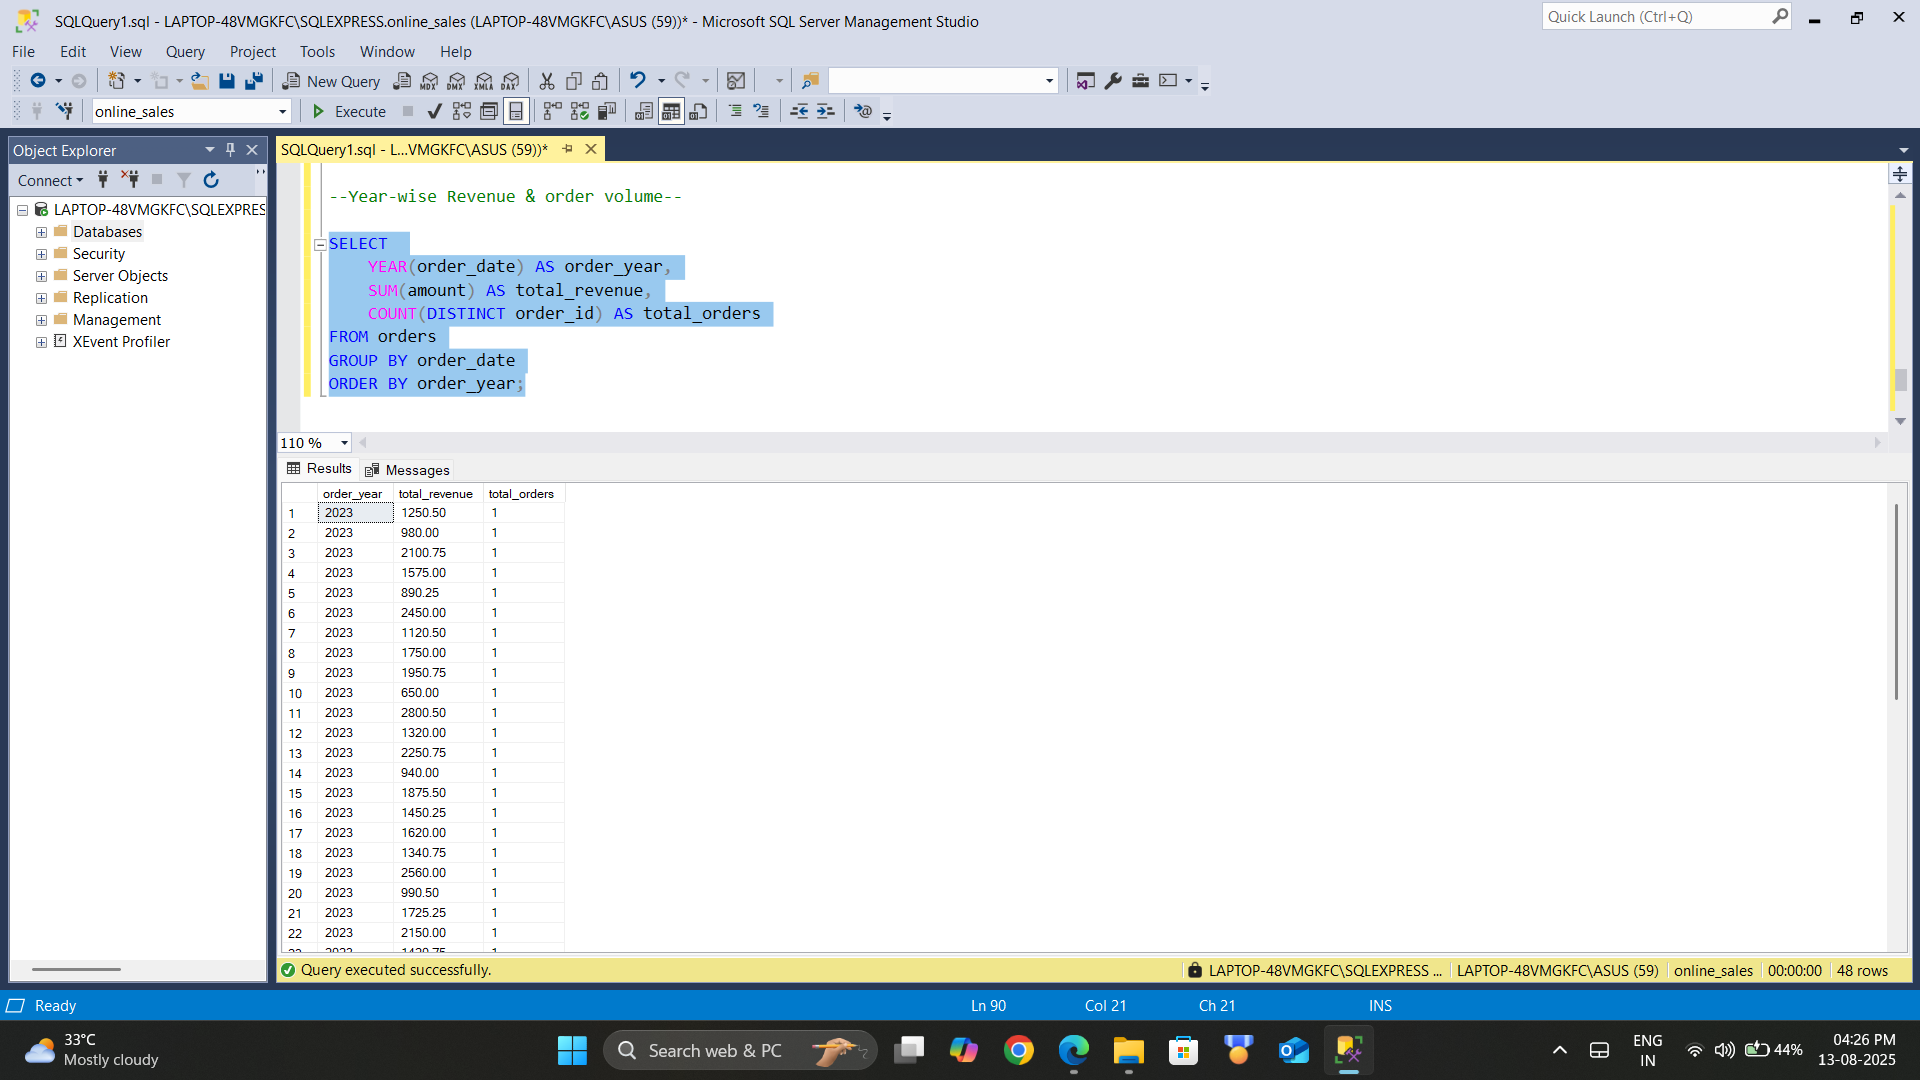 SQLQuery1.sql - LAPTOP-48VMGKFC\SQLEXPRESS.online_sales (LAPTOP-48VMGKFC\ASUS (59))* - Microsoft SQL Server Management Studio
Quick Launch (Ctrl+Q)
File Edit View Query Project Tools Window Help
New Query MDX DMX XMLA DAX
online_sales Execute
Object Explorer
Connect
LAPTOP-48VMGKFC\SQLEXPRES
Databases
Security
Server Objects
Replication
Management
XEvent Profiler
SQLQuery1.sql - L...VMGKFC\ASUS (59))*
--Year-wise Revenue & order volume--
SELECT
YEAR(order_date) AS order_year,
SUM(amount) AS total_revenue,
COUNT(DISTINCT order_id) AS total_orders
FROM orders
GROUP BY order_date
ORDER BY order_year;
110 %
Results Messages
order_year total_revenue total_orders
1 2023 1250.50 1
2 2023 980.00 1
3 2023 2100.75 1
4 2023 1575.00 1
5 2023 890.25 1
6 2023 2450.00 1
7 2023 1120.50 1
8 2023 1750.00 1
9 2023 1950.75 1
10 2023 650.00 1
11 2023 2800.50 1
12 2023 1320.00 1
13 2023 2250.75 1
14 2023 940.00 1
15 2023 1875.50 1
16 2023 1450.25 1
17 2023 1620.00 1
18 2023 1340.75 1
19 2023 2560.00 1
20 2023 990.50 1
21 2023 1725.25 1
22 2023 2150.00 1
Query executed successfully.
LAPTOP-48VMGKFC\SQLEXPRESS ... LAPTOP-48VMGKFC\ASUS (59) online_sales 00:00:00 48 rows
Ready Ln 90 Col 21 Ch 21 INS
33°C
Mostly cloudy
Search web & PC
ENG
IN
44%
04:26 PM
13-08-2025